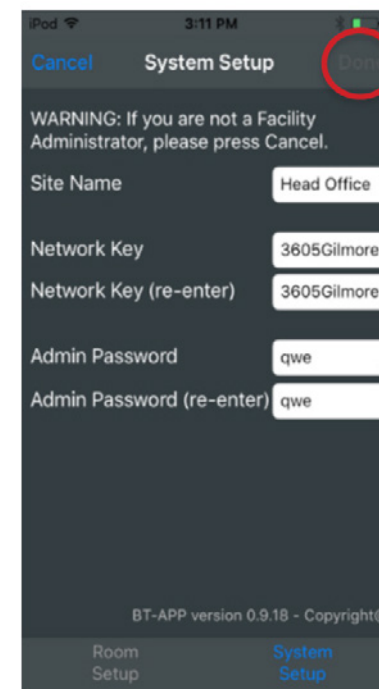 iPod 3:11 PM
Cancel System Setup Done
WARNING: If you are not a Facility
Administrator, please press Cancel.
Site Name Head Office
Network Key 3605Gilmore
Network Key (re-enter) 3605Gilmore
Admin Password qwe
Admin Password (re-enter) qwe
BT-APP version 0.9.18 - Copyright©
Room System
Setup Setup